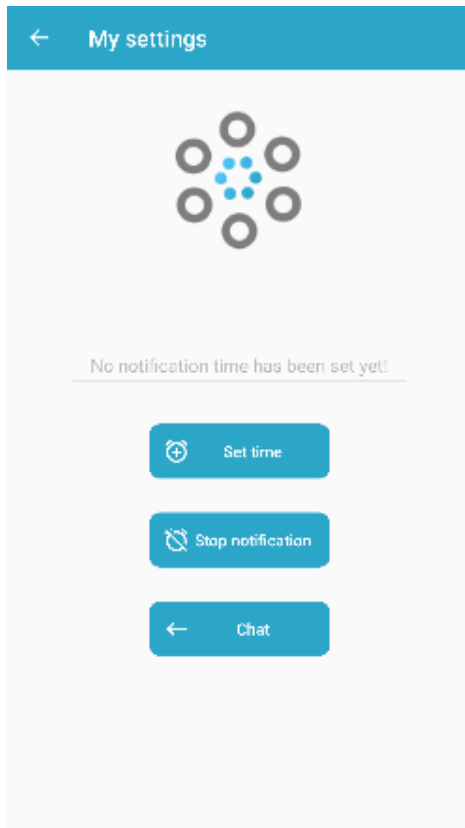 My settings
No notification time has been set yet!
Set time
Stop notification
Chat